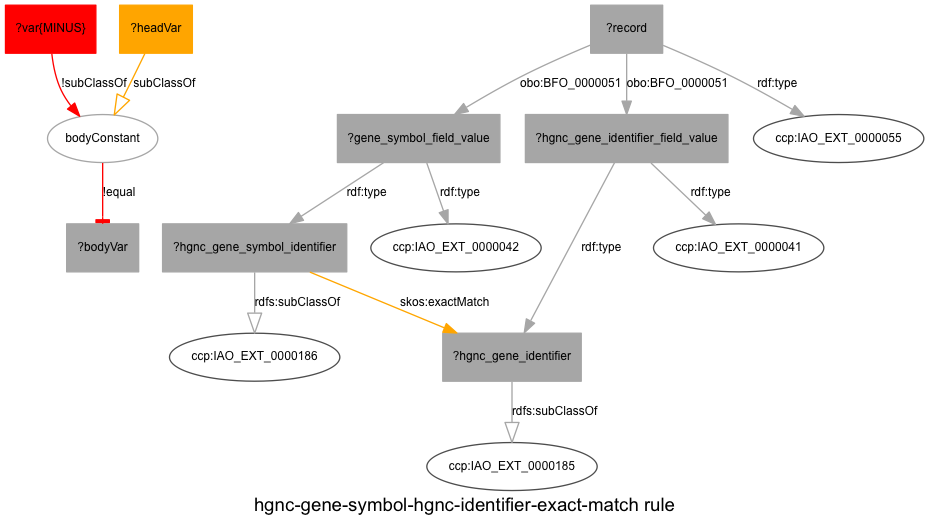 ?var{MINUS}
?headVar
?record
!subClassOf
subClassOf
obo:BFO_0000051
obo:BFO_0000051
rdf:type
bodyConstant
?gene_symbol_field_value
?hgnc_gene_identifier_field_value
ccp:IAO_EXT_0000055
!equal
rdf:type
rdf:type
rdf:type
rdf:type
?bodyVar
?hgnc_gene_symbol_identifier
ccp:IAO_EXT_0000042
ccp:IAO_EXT_0000041
rdfs:subClassOf
skos:exactMatch
ccp:IAO_EXT_0000186
?hgnc_gene_identifier
rdfs:subClassOf
ccp:IAO_EXT_0000185
hgnc-gene-symbol-hgnc-identifier-exact-match rule